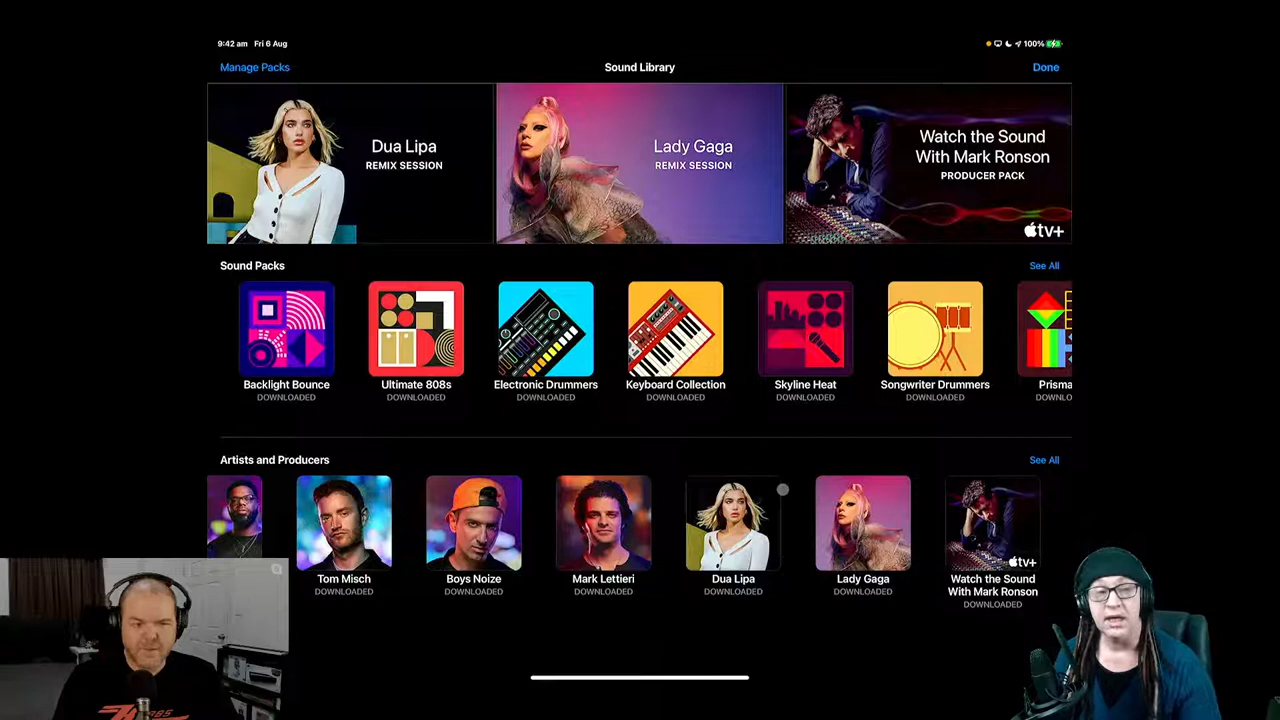 9:42 am Fri 6 Aug
100%
Manage Packs
Sound Library
Done
Dua Lipa
REMIX SESSION
Lady Gaga
REMIX SESSION
Watch the Sound
With Mark Ronson
PRODUCER PACK
tv+
Sound Packs
See All
Backlight Bounce
DOWNLOADED
Ultimate 808s
DOWNLOADED
Electronic Drummers
DOWNLOADED
Keyboard Collection
DOWNLOADED
Skyline Heat
DOWNLOADED
Songwriter Drummers
DOWNLOADED
Prisma
DOWNLO
Artists and Producers
See All
Tom Misch
DOWNLOADED
Boys Noize
DOWNLOADED
Mark Lettieri
DOWNLOADED
Dua Lipa
DOWNLOADED
Lady Gaga
DOWNLOADED
tv+
Watch the Sound
With Mark Ronson
DOWNLOADED